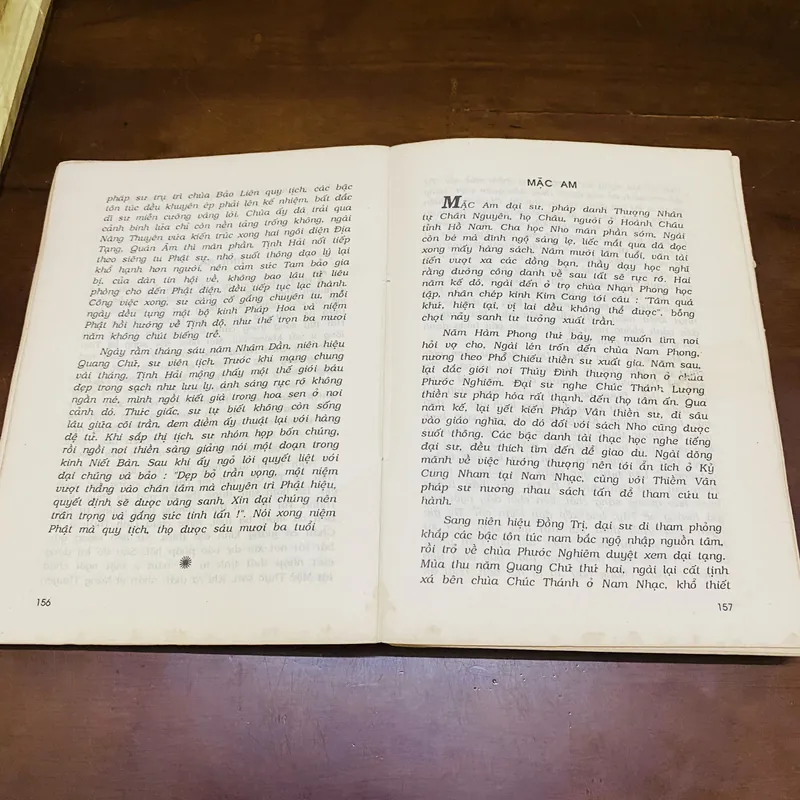 pháp sư trụ trì chùa Bảo Liên quy tịch, các bậc
tôn túc đều khuyên ép phải lên kế nhiệm, bất đắc
dĩ sư miễn cưỡng vâng lời. Chùa ấy đã trải qua
cảnh binh lửa chỉ còn nền tảng trống không, ngài
Năng Thuyên vừa kiến trúc xong hai ngôi điện Địa
Tạng, Quán Âm thì mãn phần. Tịnh Hải nối tiếp
theo siêng tu Phật sự, nhờ suốt thông đạo lý lại
khổ hạnh hơn người, nên cảm sức Tam bảo gia
bị, của đàn tín hội về, không bao lâu từ liêu
phòng cho đến Phật điện, đều tiếp tục lạc thành.
Công việc xong, sư càng cố gắng chuyên tu, mỗi
ngày đều tụng một bộ kinh Pháp Hoa và niệm
Phật hồi hướng về Tịnh độ, như thế trọn ba mươi
năm không chút biếng trễ.
Ngày rằm tháng sáu năm Nhâm Dần, niên hiệu
Quang Chử, sư viên tịch. Trước khi mạng chung
vài tháng, Tịnh Hải mộng thấy một thế giới báu
đẹp trong sạch như lưu ly, ánh sáng rực rỡ không
ngần mé, mình ngồi kiết già trong hoa sen ở nơi
cảnh đó. Thức giấc, sư tự biết không còn sống
lâu giữa cõi trần, đem điềm ấy thuật lại với hàng
đệ tử. Khi sắp thị tịch, sư nhóm họp bổn chúng,
rồi ngồi nơi thiền sàng giảng nói một đoạn trong
kinh Niết Bàn. Sau khi ấy ngỏ lời quyết liệt với
đại chúng và bảo : "Dẹp bỏ trần vọng, một niệm
vượt thẳng vào chân tâm mà chuyên trì Phật hiệu,
quyết định sẽ được vãng sanh. Xin đại chúng nên
trân trọng và gắng sức tinh tấn !". Nói xong niệm
Phật mà quy tịch, thọ được sáu mươi ba tuổi
156
MẶC AM
MẶC Am đại sư, pháp danh Thượng Nhân
tự Chân Nguyên, họ Châu, người ở Hoành Châu
tỉnh Hồ Nam. Cha học Nho mãn phần sớm. Ngài
còn bé mà đỉnh ngộ sáng lẹ, liếc mắt qua đã đọc
xong mấy hàng sách. Năm mười lăm tuổi, văn tài
tiến vượt xa các đồng bạn, thầy dạy học nghĩ
rằng đường công danh về sau tất sẽ rực rỡ. Hai
năm kế đó, ngài đến ở trọ chùa Nhạn Phong học
tập, nhân chép kinh Kim Cang tới câu : "Tâm quá
khứ, hiện tại, vị lai đều không thể được", bỗng
chợt nảy sanh tư tưởng xuất trần.
Năm Hàm Phong thứ bảy, mẹ muốn tìm nơi
hỏi vợ cho. Ngài lẻn trốn đến chùa Nam Phong,
nương theo Phổ Chiếu thiền sư xuất gia. Năm sau,
lại đắc giới nơi Thủy Đình thượng nhơn ở chùa
Phước Nghiêm. Đại sư nghe Chúc Thánh Lượng
thiền sư pháp hóa rất thạnh, đến thọ tâm ấn. Qua
năm kế, lại yết kiến Pháp Vân thiền sư, đi sâu
vào giáo nghĩa, do đó đối với sách Nho cũng được
suốt thông. Các bậc danh tài thạc học nghe tiếng
đại sư, đều thích tìm đến để giao du. Ngài dõng
mãnh về việc hướng thượng nên tới ẩn tích ở Kỳ
Cung Nham tại Nam Nhạc, cùng với Thiềm Vân
pháp sư nương nhau sách tấn để tham cứu tu
hành.
Sang niên hiệu Đồng Trị, đại sư đi tham phỏng
khắp các bậc tôn túc nam bắc ngộ nhập nguồn tâm,
rồi trở về chùa Phước Nghiêm duyệt xem đại tạng.
Mùa thu năm Quang Chử thứ hai, ngài lại cất tịnh
xá bên chùa Chúc Thánh ở Nam Nhạc, khổ thiết
157